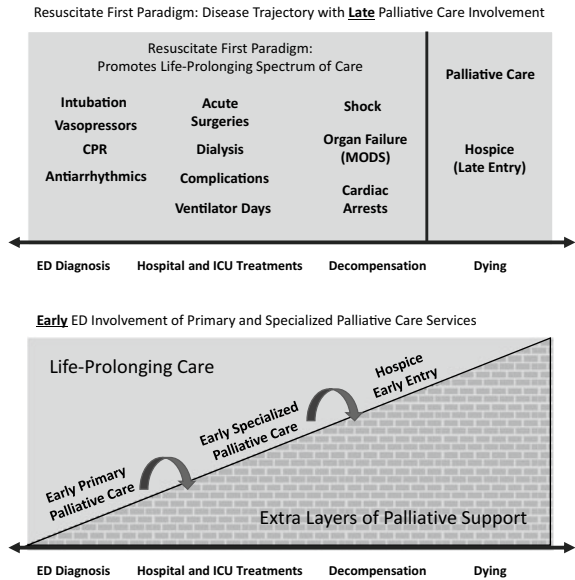 Resuscitate First Paradigm: Disease Trajectory with Late Palliative Care Involvement
Resuscitate First Paradigm:
Promotes Life-Prolonging Spectrum of Care
Intubation
Vasopressors
CPR
Antiarrhythmics
Acute
Surgeries
Dialysis
Complications
Ventilator Days
Shock
Organ Failure
(MODS)
Cardiac
Arrests
Palliative Care
Hospice
(Late Entry)
ED Diagnosis
Hospital and ICU Treatments
Decompensation
Dying
Early ED Involvement of Primary and Specialized Palliative Care Services
Life-Prolonging Care
Early Primary
Palliative Care
Early Specialized
Palliative Care
Hospice
Early Entry
Extra Layers of Palliative Support
ED Diagnosis
Hospital and ICU Treatments
Decompensation
Dying